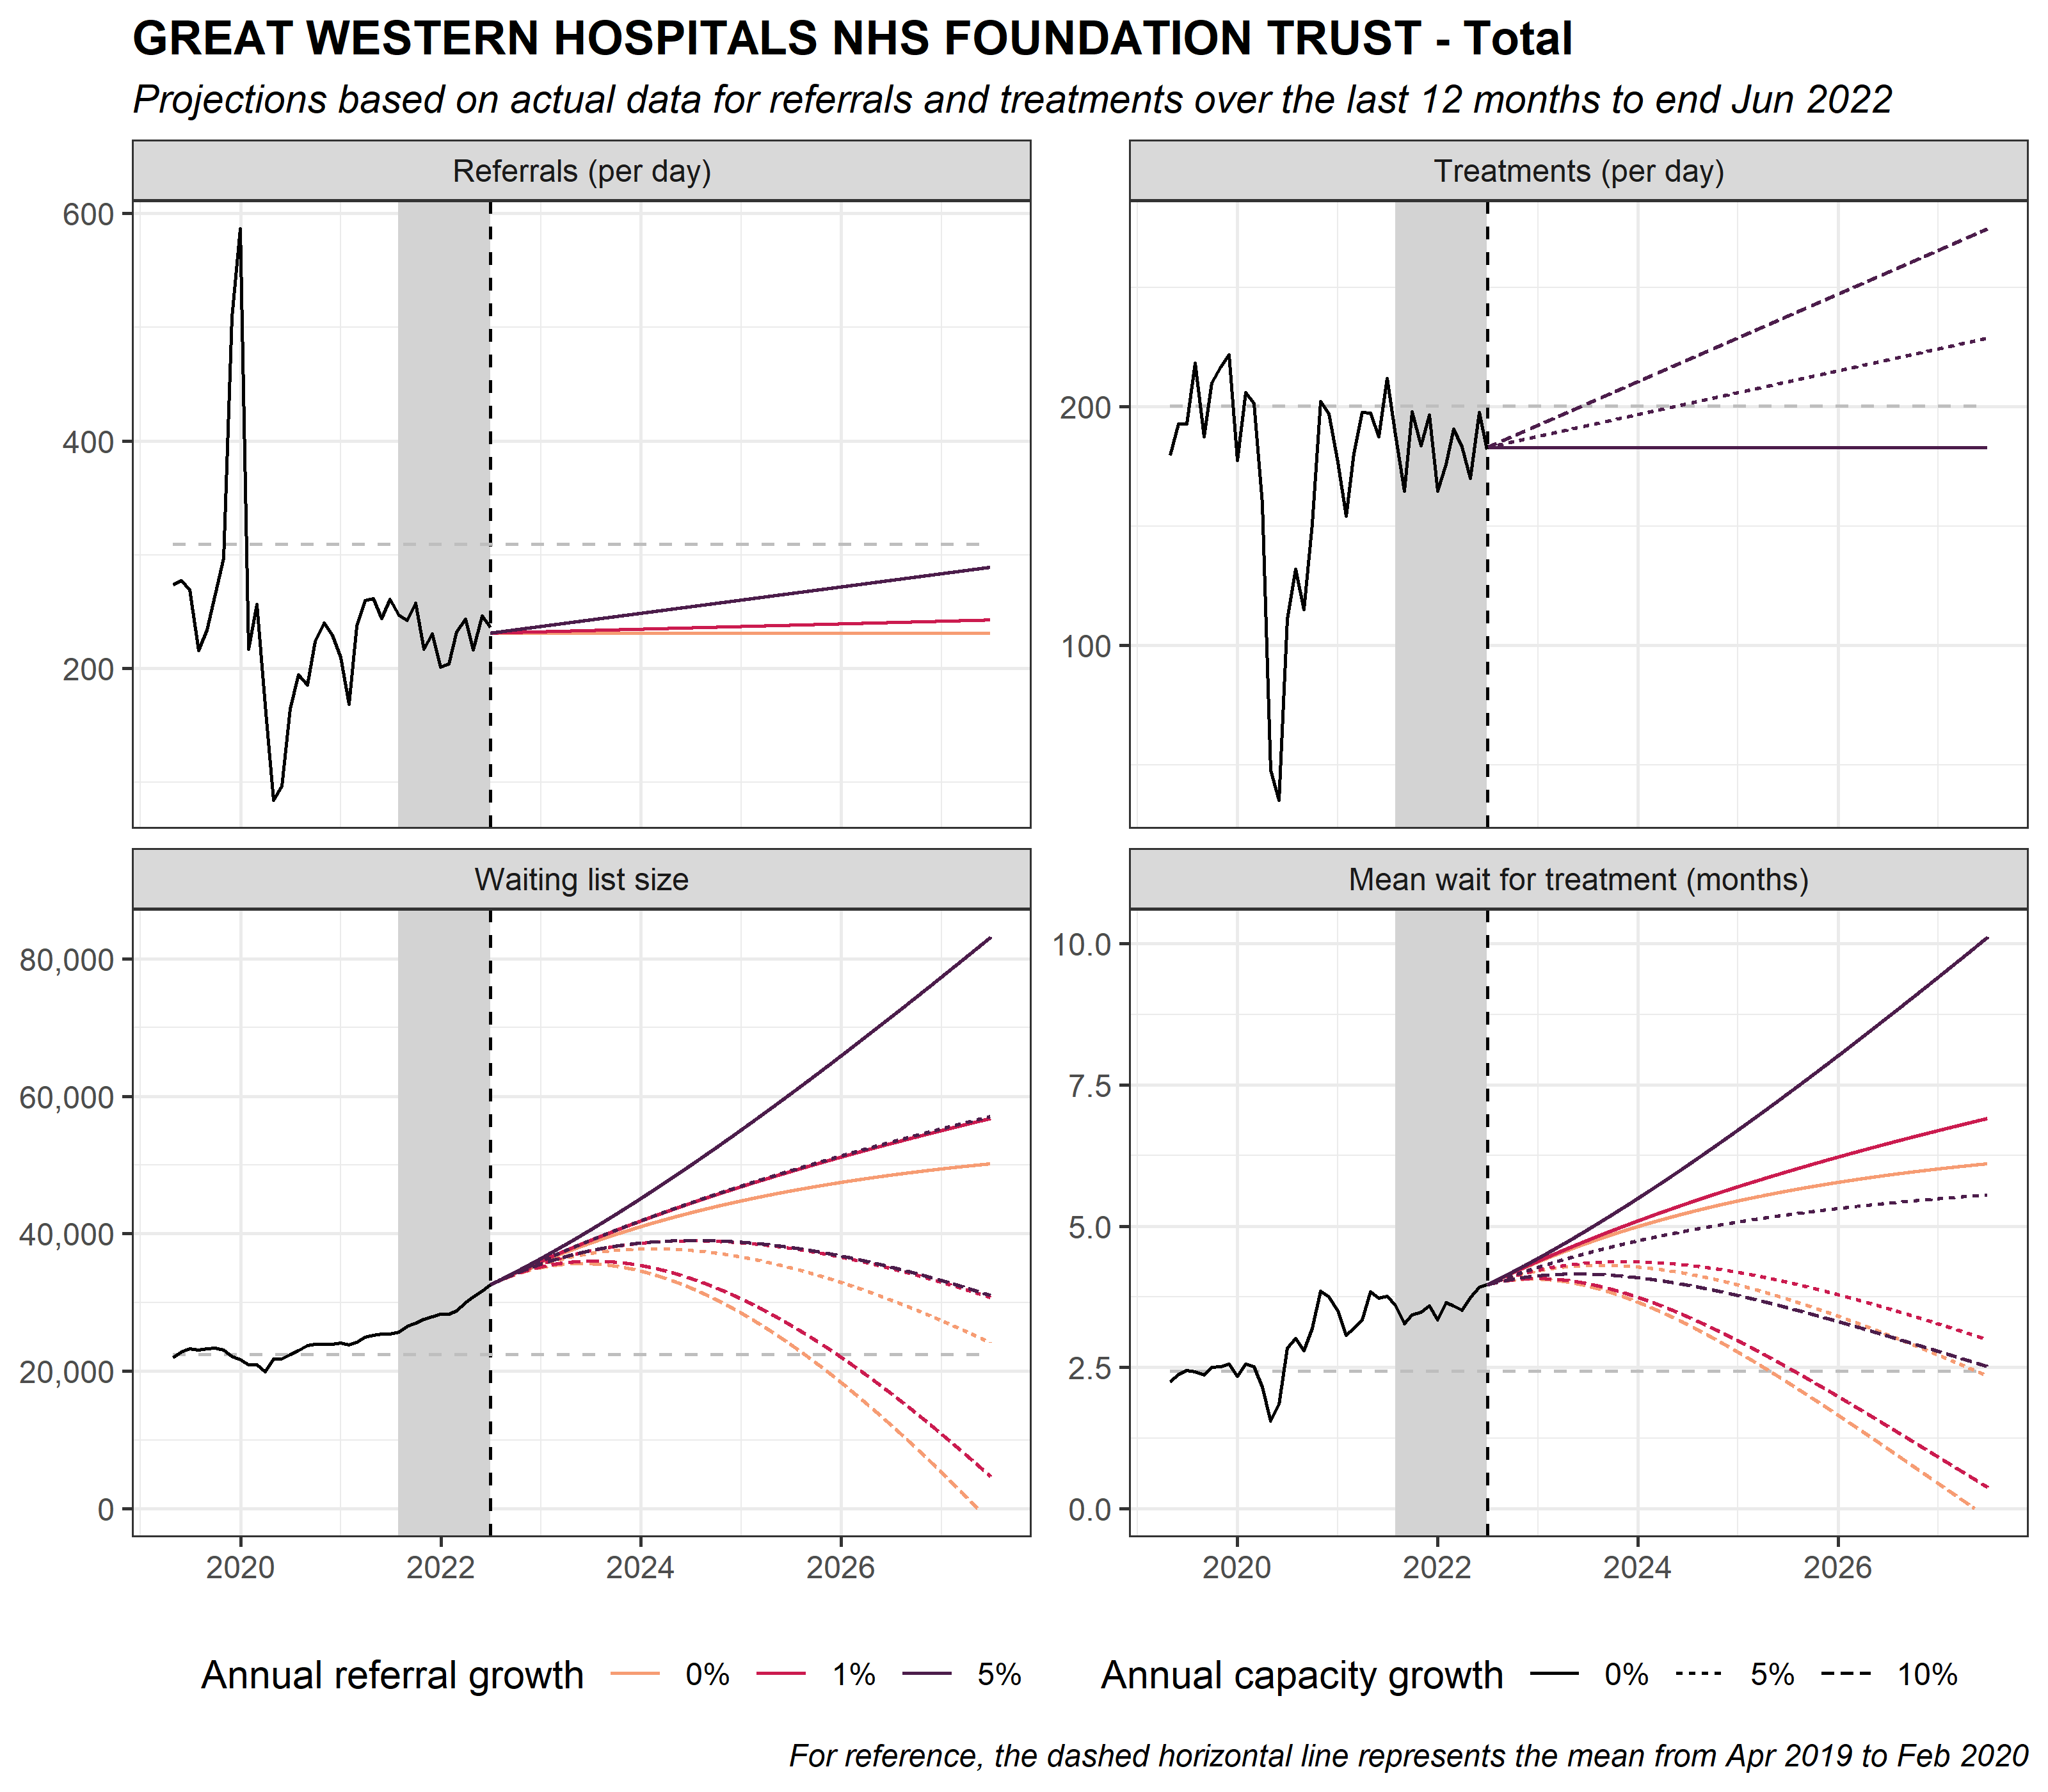 GREAT WESTERN HOSPITALS NHS FOUNDATION TRUST - Total
Projections based on actual data for referrals and treatments over the last 12 months to end Jun 2022
Referrals (per day)
600
400
200
Treatments (per day)
200
100
Waiting list size
80,000
60,000
40,000
20,000
0
2020 2022 2024 2026
Mean wait for treatment (months)
10.0
7.5
5.0
2.5
0.0
2020 2022 2024 2026
Annual referral growth 0% 1% 5%
Annual capacity growth 0% 5% 10%
For reference, the dashed horizontal line represents the mean from Apr 2019 to Feb 2020